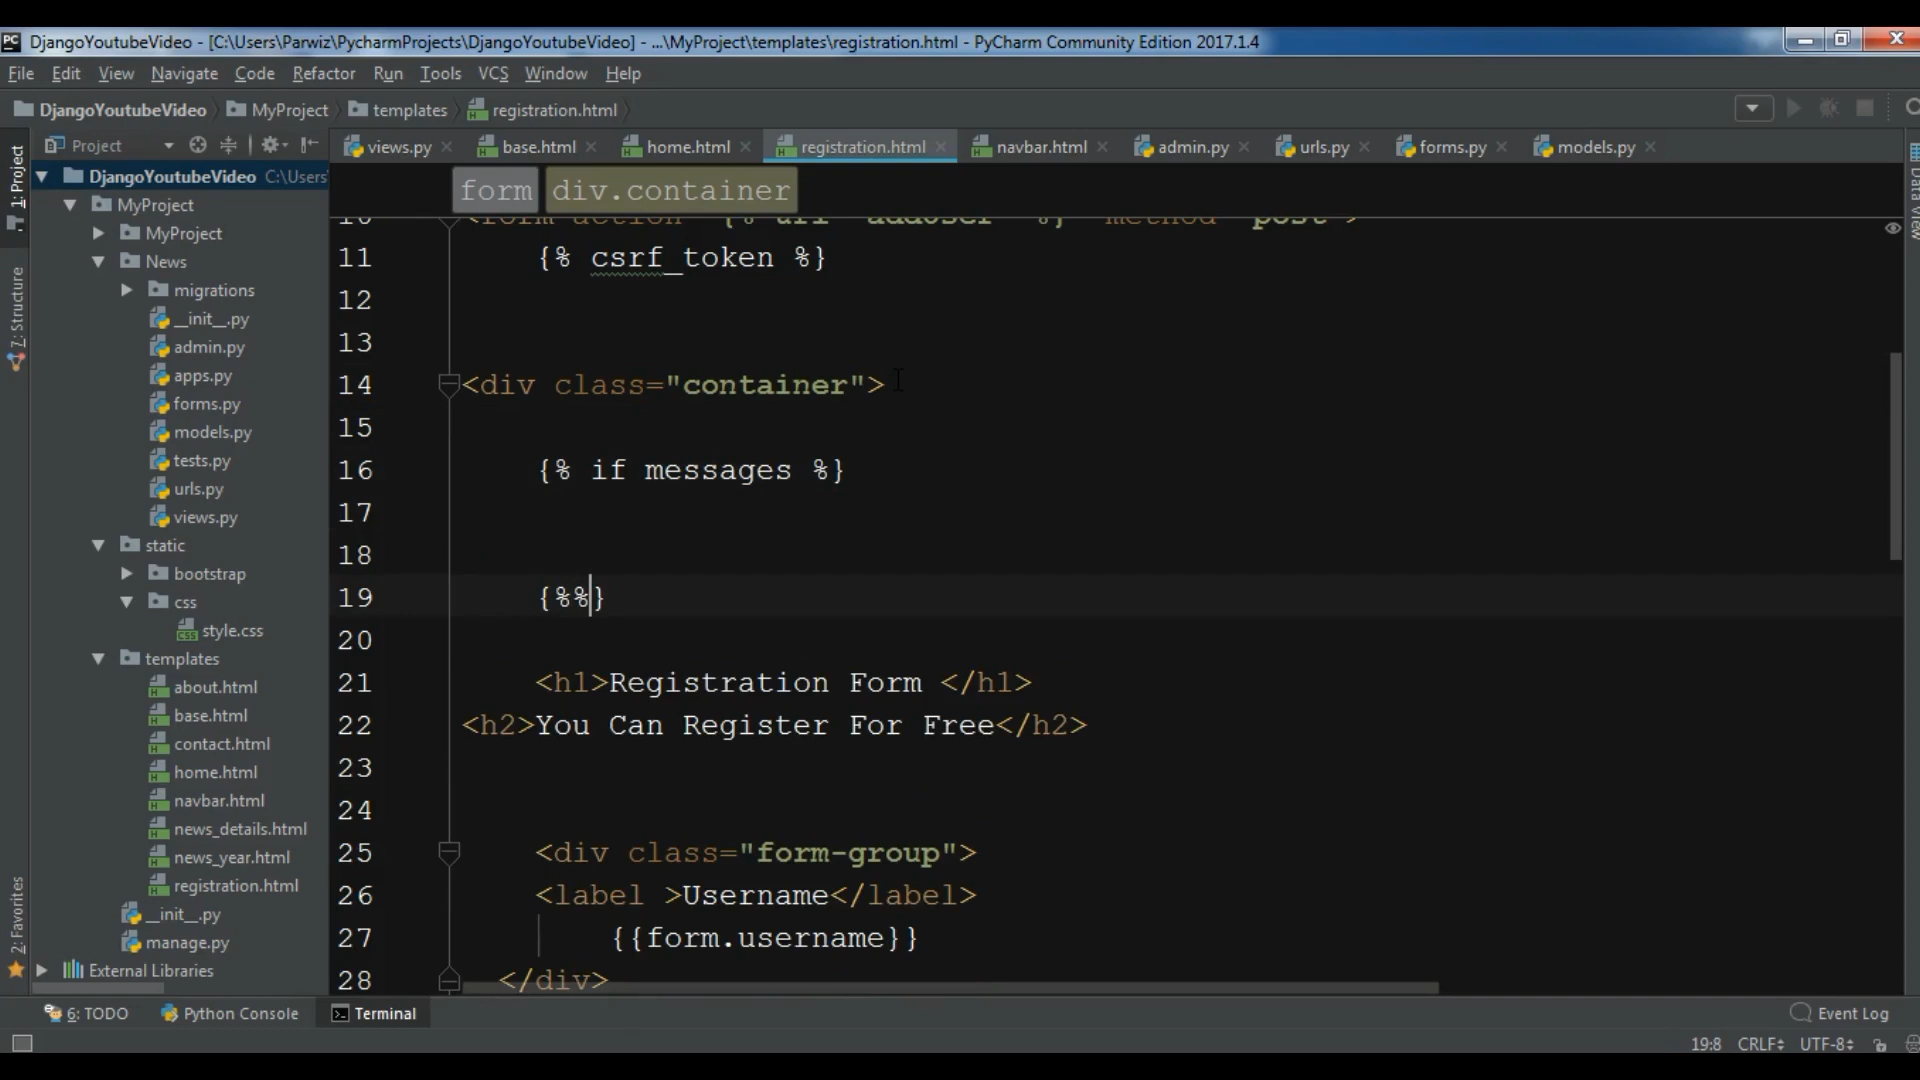 DjangoYoutubeVideo - [C:\Users\Parwiz\PycharmProjects\DjangoYoutubeVideo] - ...\MyProject\templates\registration.html - PyCharm Community Edition 2017.1.4
File Edit View Navigate Code Refactor Run Tools VCS Window Help
DjangoYoutubeVideo MyProject templates registration.html
Project views.py base.html home.html registration.html navbar.html admin.py urls.py forms.py models.py
1: Project
7: Structure
2: Favorites
Data View
DjangoYoutubeVideo C:\Users
MyProject
MyProject
News
migrations
__init__.py
admin.py
apps.py
forms.py
models.py
tests.py
urls.py
views.py
static
bootstrap
css
style.css
templates
about.html
base.html
contact.html
home.html
navbar.html
news_details.html
news_year.html
registration.html
__init__.py
manage.py
External Libraries
form div.container
11 {% csrf_token %}
12
13
14 <div class="container">
15
16 {% if messages %}
17
18
19 {%%}
20
21 <h1>Registration Form </h1>
22 <h2>You Can Register For Free</h2>
23
24
25 <div class="form-group">
26 <label >Username</label>
27 {{form.username}}
28 </div>
6: TODO Python Console Terminal Event Log
19:8 CRLF UTF-8